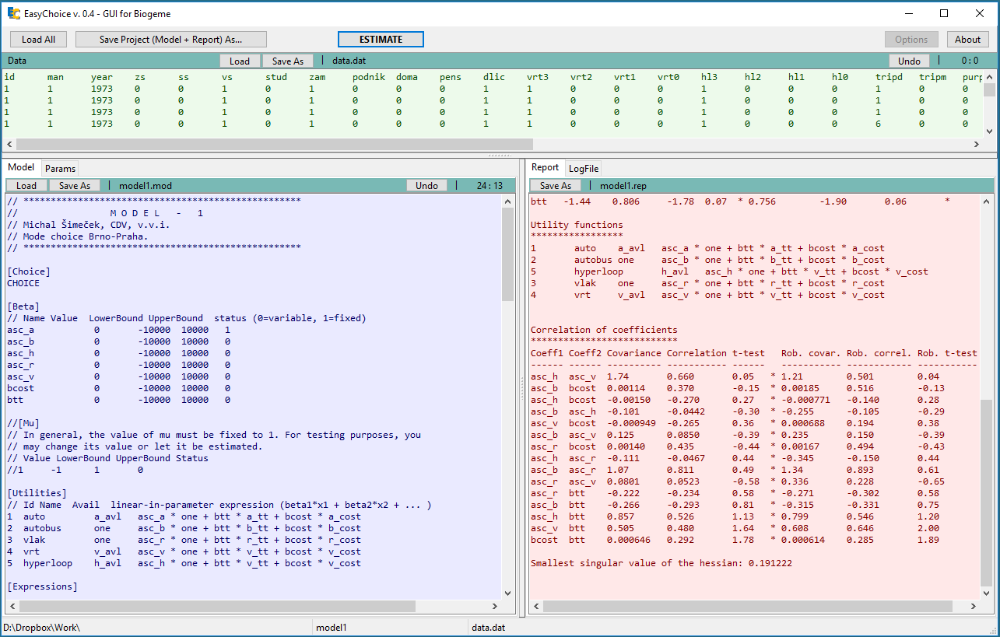 EasyChoice v. 0.4 - GUI for Biogeme
Load All Save Project (Model + Report) As... ESTIMATE Options About
Data Load Save As | data.dat Undo | 0 : 0
id man year zs ss vs stud zam podnik doma pens dlic vrt3 vrt2 vrt1 vrt0 hl3 hl2 hl1 hl0 tripd tripm purp
1 1 1973 0 0 1 0 1 0 0 0 1 1 0 0 0 1 0 0 0 1 0 0
1 1 1973 0 0 1 0 1 0 0 0 1 1 0 0 0 1 0 0 0 1 0 0
1 1 1973 0 0 1 0 1 0 0 0 1 1 0 0 0 1 0 0 0 1 0 0
1 1 1973 0 0 1 0 1 0 0 0 1 1 0 0 0 1 0 0 0 6 0 0
Model Params
Load Save As | model1.mod Undo | 24 : 13
// ***************************************************
// M O D E L - 1
// Michal Šimeček, CDV, v.v.i.
// Mode choice Brno-Praha.
// ***************************************************
[Choice]
CHOICE
[Beta]
// Name Value LowerBound UpperBound status (0=variable, 1=fixed)
asc_a 0 -10000 10000 1
asc_b 0 -10000 10000 0
asc_h 0 -10000 10000 0
asc_r 0 -10000 10000 0
asc_v 0 -10000 10000 0
bcost 0 -10000 10000 0
btt 0 -10000 10000 0
//[Mu]
// In general, the value of mu must be fixed to 1. For testing purposes, you
// may change its value or let it be estimated.
// Value LowerBound UpperBound Status
//1 -1 1 0
[Utilities]
// Id Name Avail linear-in-parameter expression (beta1*x1 + beta2*x2 + ... )
1 auto a_avl asc_a * one + btt * a_tt + bcost * a_cost
2 autobus one asc_b * one + btt * b_tt + bcost * b_cost
3 vlak one asc_r * one + btt * r_tt + bcost * r_cost
4 vrt v_avl asc_v * one + btt * v_tt + bcost * v_cost
5 hyperloop h_avl asc_h * one + btt * v_tt + bcost * v_cost
[Expressions]
Report LogFile
Save As | model1.rep
btt -1.44 0.806 -1.78 0.07 * 0.756 -1.90 0.06 *
Utility functions
*****************
1 auto a_avl asc_a * one + btt * a_tt + bcost * a_cost
2 autobus one asc_b * one + btt * b_tt + bcost * b_cost
5 hyperloop h_avl asc_h * one + btt * v_tt + bcost * v_cost
3 vlak one asc_r * one + btt * r_tt + bcost * r_cost
4 vrt v_avl asc_v * one + btt * v_tt + bcost * v_cost
Correlation of coefficients
***************************
Coeff1 Coeff2 Covariance Correlation t-test Rob. covar. Rob. correl. Rob. t-test
------ ------ ---------- ----------- ------ ----------- ------------ -----------
asc_h asc_v 1.74 0.660 0.05 * 1.21 0.501 0.04
asc_b bcost 0.00114 0.370 -0.15 * 0.00185 0.516 -0.13
asc_h bcost -0.00150 -0.270 0.27 * -0.000771 -0.140 0.28
asc_b asc_h -0.101 -0.0442 -0.30 * -0.255 -0.105 -0.29
asc_v bcost -0.000949 -0.265 0.36 * 0.000688 0.194 0.38
asc_b asc_v 0.125 0.0850 -0.39 * 0.235 0.150 -0.39
asc_r bcost 0.00140 0.435 -0.44 * 0.00167 0.494 -0.43
asc_h asc_r -0.111 -0.0467 0.44 * -0.345 -0.150 0.44
asc_b asc_r 1.07 0.811 0.49 * 1.34 0.893 0.61
asc_r asc_v 0.0801 0.0523 -0.58 * 0.336 0.228 -0.65
asc_r btt -0.222 -0.234 0.58 * -0.271 -0.302 0.58
asc_b btt -0.266 -0.293 0.81 * -0.315 -0.331 0.75
asc_h btt 0.857 0.526 1.13 * 0.799 0.546 1.20
asc_v btt 0.505 0.480 1.64 * 0.608 0.646 2.00
bcost btt 0.000646 0.292 1.78 * 0.000614 0.285 1.89
Smallest singular value of the hessian: 0.191222
D:\Dropbox\Work\ model1 data.dat